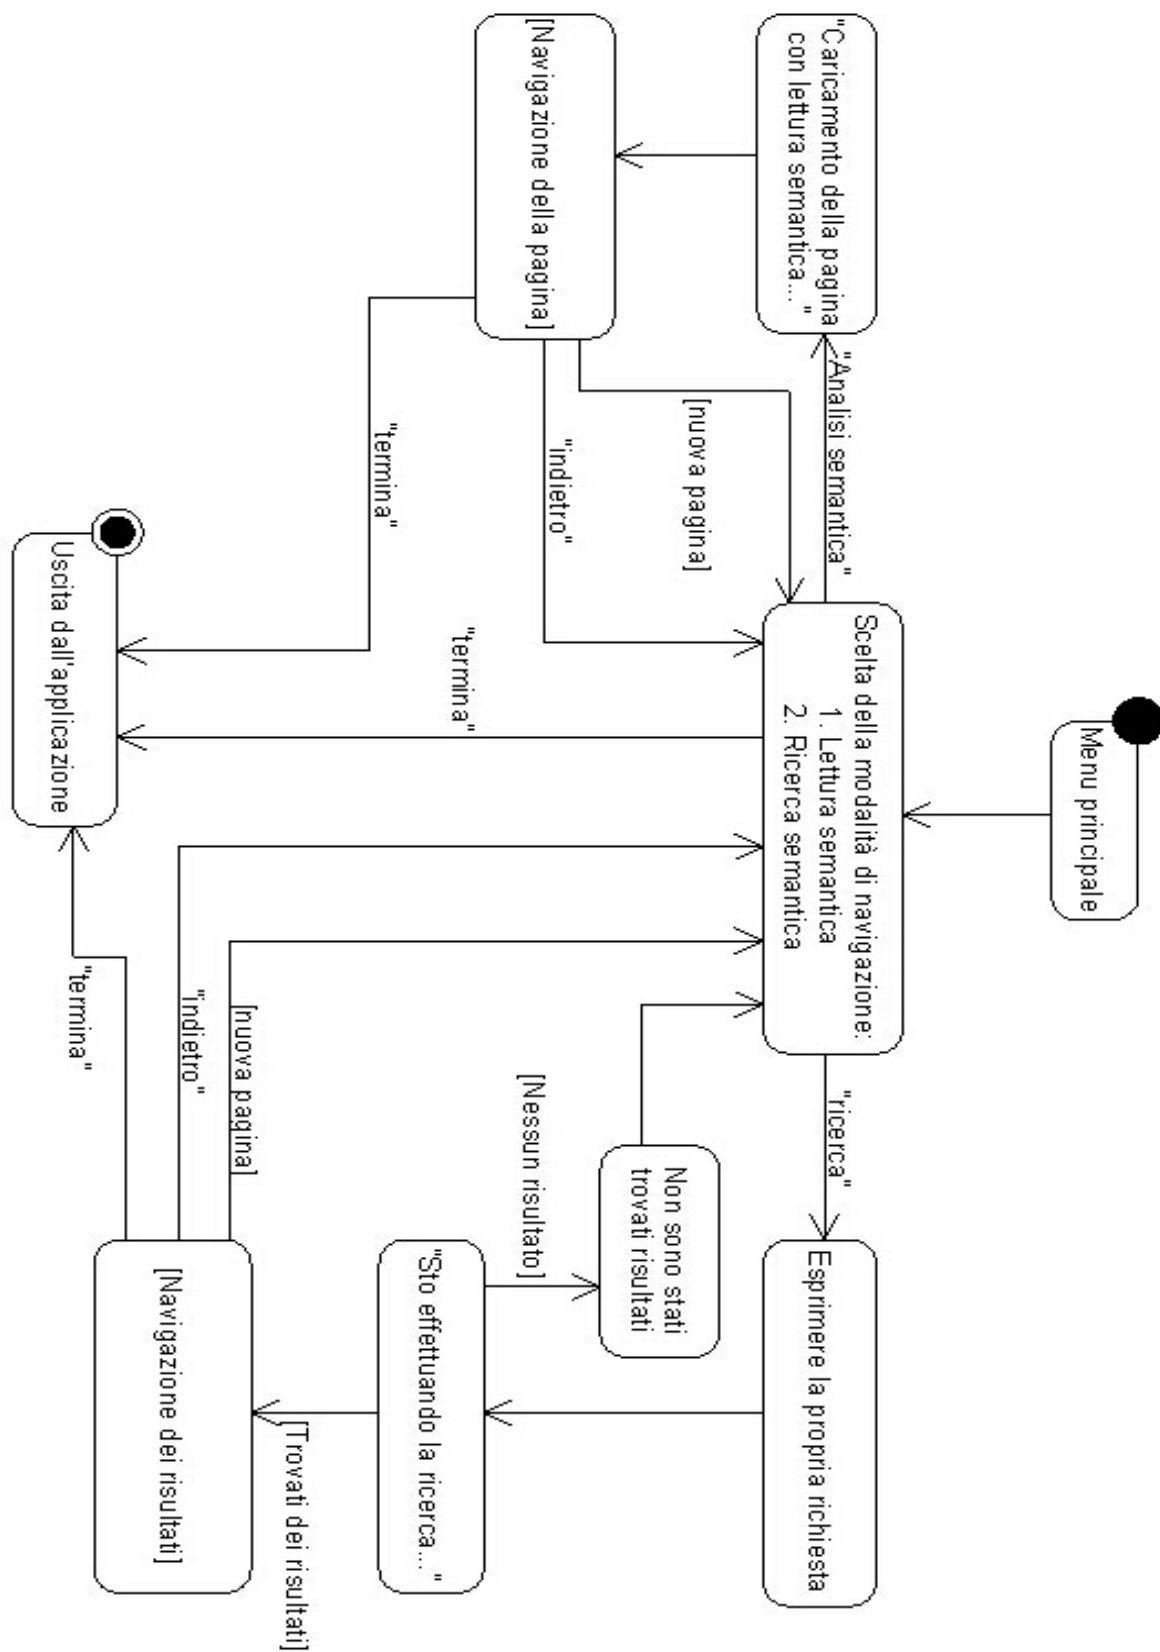 Menu principale
Scelta della modalità di navigazione:
1. Lettura semantica
2. Ricerca semantica
"Analisi semantica"
"ricerca"
"Caricamento della pagina
con lettura semantica..."
Esprimere la propria richiesta
[nuova pagina]
"indietro"
[Navigazione della pagina]
Non sono stati
trovati risultati
[Nessun risultato]
"termina"
"termina"
"Sto effettuando la ricerca..."
[Trovati dei risultati]
[nuova pagina]
"indietro"
[Navigazione dei risultati]
"termina"
Uscita dall'applicazione